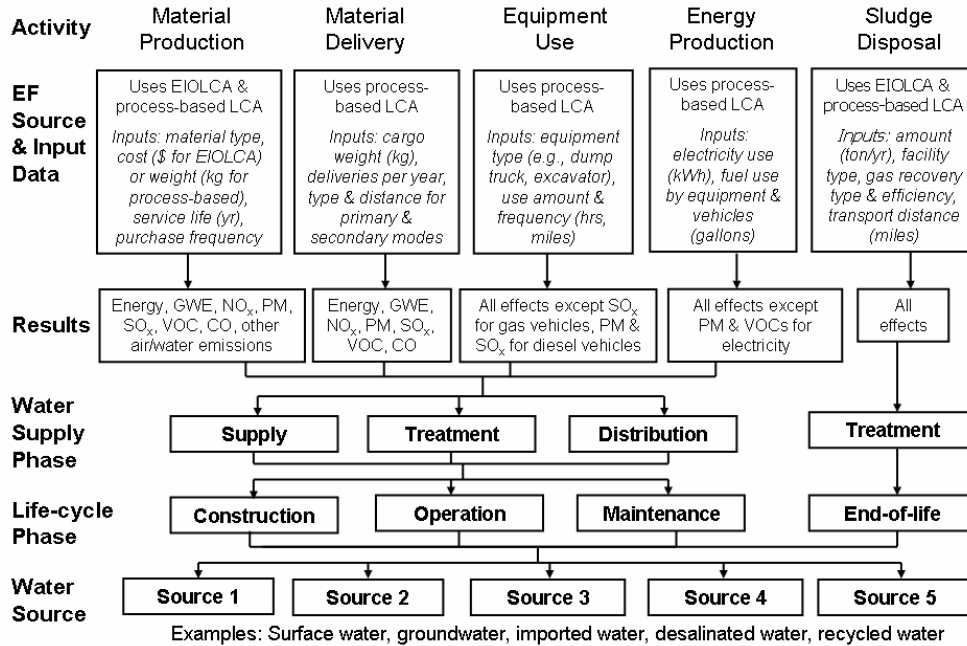 Activity
Material
Production
Material
Delivery
Equipment
Use
Energy
Production
Sludge
Disposal
EF
Source
& Input
Data
Uses EIOLCA &
process-based LCA
Inputs: material type,
cost ($ for EIOLCA)
or weight (kg for
process-based),
service life (yr),
purchase frequency
Uses process-
based LCA
Inputs: cargo
weight (kg),
deliveries per year,
type & distance for
primary &
secondary modes
Uses process-
based LCA
Inputs: equipment
type (e.g., dump
truck, excavator),
use amount &
frequency (hrs,
miles)
Uses process-
based LCA
Inputs:
electricity use
(kWh), fuel use
by equipment &
vehicles
(gallons)
Uses EIOLCA &
process-based LCA
Inputs: amount
(ton/yr), facility
type, gas recovery
type & efficiency,
transport distance
(miles)
Results
Energy, GWE, NOx, PM,
SOx, VOC, CO, other
air/water emissions
Energy, GWE,
NOx, PM, SOx,
VOC, CO
All effects except SOx
for gas vehicles, PM &
SOx for diesel vehicles
All effects except
PM & VOCs for
electricity
All
effects
Water
Supply
Phase
Supply
Treatment
Distribution
Treatment
Life-cycle
Phase
Construction
Operation
Maintenance
End-of-life
Water
Source
Source 1
Source 2
Source 3
Source 4
Source 5
Examples: Surface water, groundwater, imported water, desalinated water, recycled water